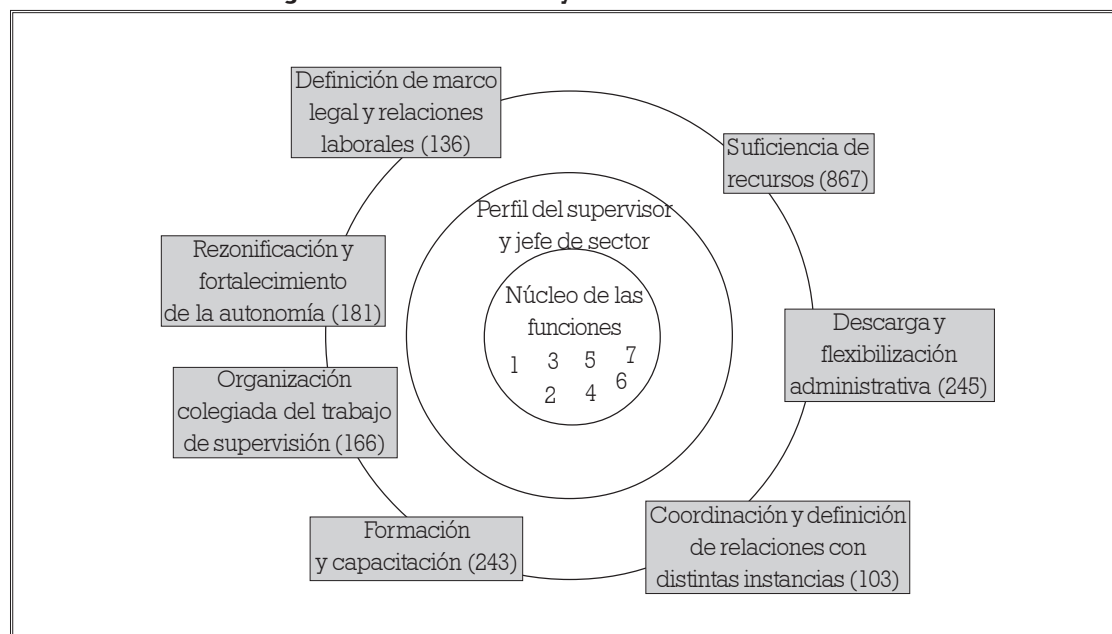 Definición de marco
legal y relaciones
laborales (136)
Suficiencia de
recursos (867)
Perfil del supervisor
y jefe de sector
Rezonificación y
fortalecimiento
de la autonomía (181)
Núcleo de las
funciones
1 3 5 7
2 4 6
Descarga y
flexibilización
administrativa (245)
Organización
colegiada del trabajo
de supervisión (166)
Formación
y capacitación (243)
Coordinación y definición
de relaciones con
distintas instancias (103)